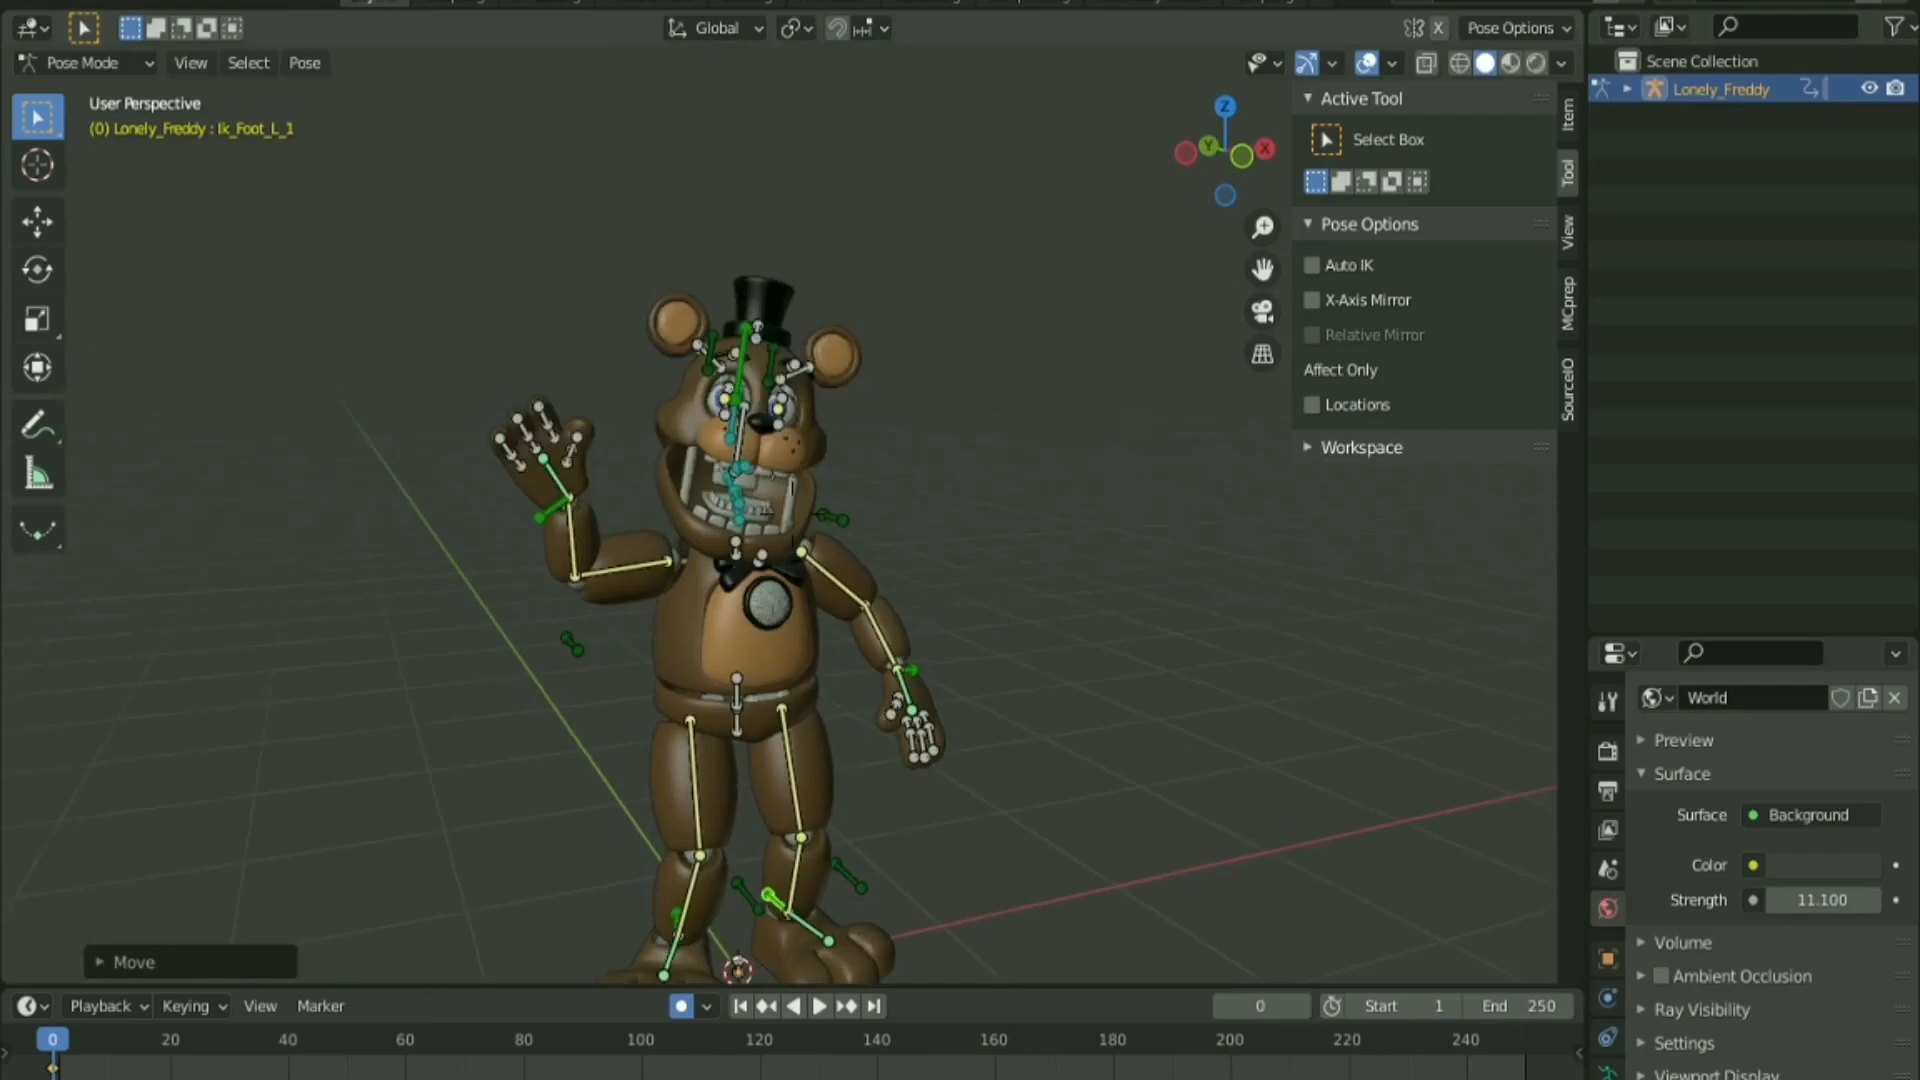 Global
X
Pose Options
Pose Mode
View
Select
Pose
User Perspective
(0) Lonely_Freddy : Ik_Foot_L_1
Z
Y
X
Active Tool
Select Box
Pose Options
Auto IK
X-Axis Mirror
Relative Mirror
Affect Only
Locations
Workspace
Item
Tool
View
MCprep
SourceIO
Scene Collection
Lonely_Freddy
World
Preview
Surface
Surface
Background
Color
Strength
11.100
Volume
Ambient Occlusion
Ray Visibility
Settings
Viewport Display
Move
Playback
Keying
View
Marker
0
Start
1
End
250
0
20
40
60
80
100
120
140
160
180
200
220
240